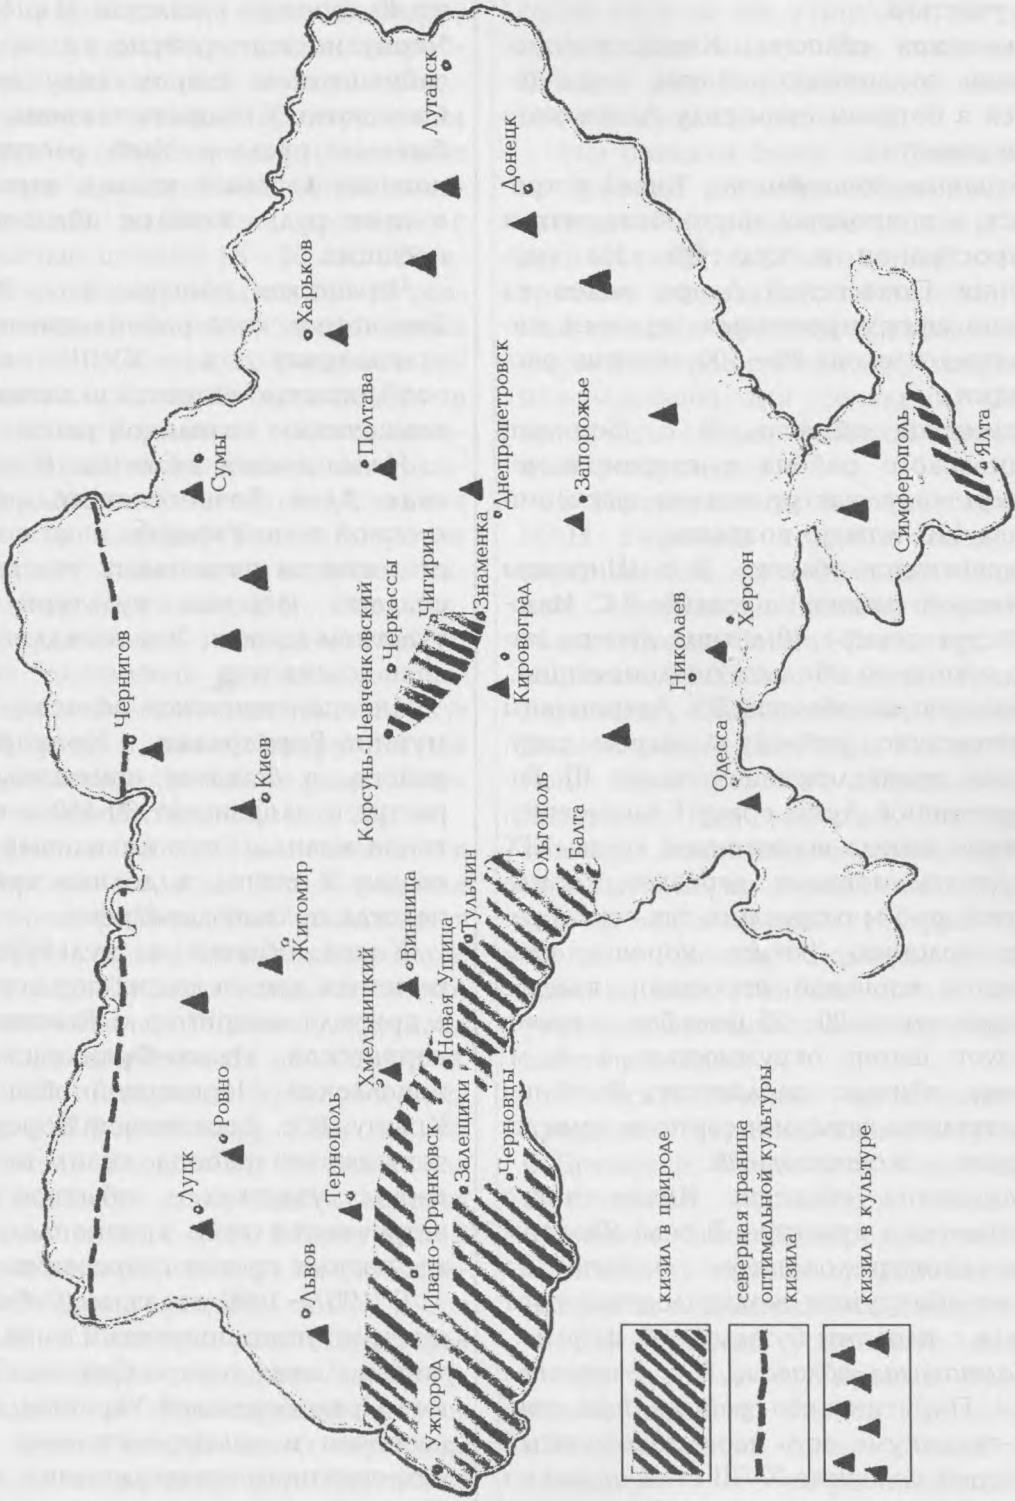 Чернигов
Сумы
Харьков
Луганск
Донецк
Луцк
Ровно
Житомир
Киев
Полтава
Львов
Тернополь
Хмельницкий
Винница
Корсунь-Шавченковский
Черкассы
Чигирин
Знаменка
Кировоград
Днепропетровск
Запорожье
Ужгород
Ивано-Франковск
Новая Ушица
Залещики
Черновцы
Тульчин
Ольгополь
Балта
Одесса
Николаев
Херсон
Симферополь
Ялта
кизил в природе
северная граница
оптимальной культуры
кизила
кизил в культуре